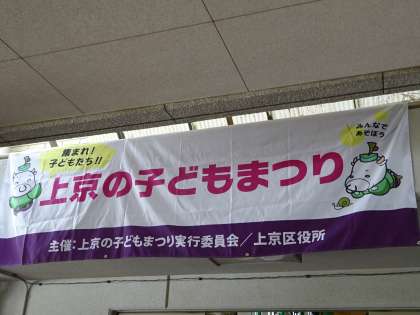 集まれ!
子どもたち!!
みんなで
あそぼう
上京の子どもまつり
主催:上京の子どもまつり実行委員会/上京区役所